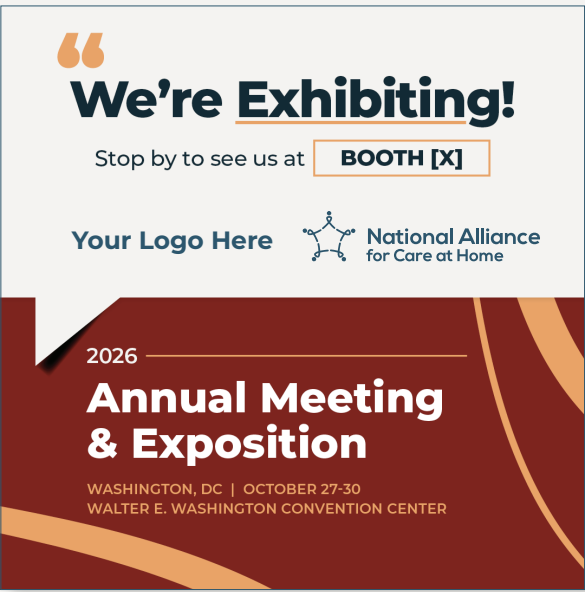 “
We’re Exhibiting!
Stop by to see us at BOOTH [X]
Your Logo Here
National Alliance
for Care at Home
2026
Annual Meeting
& Exposition
WASHINGTON, DC | OCTOBER 27-30
WALTER E. WASHINGTON CONVENTION CENTER